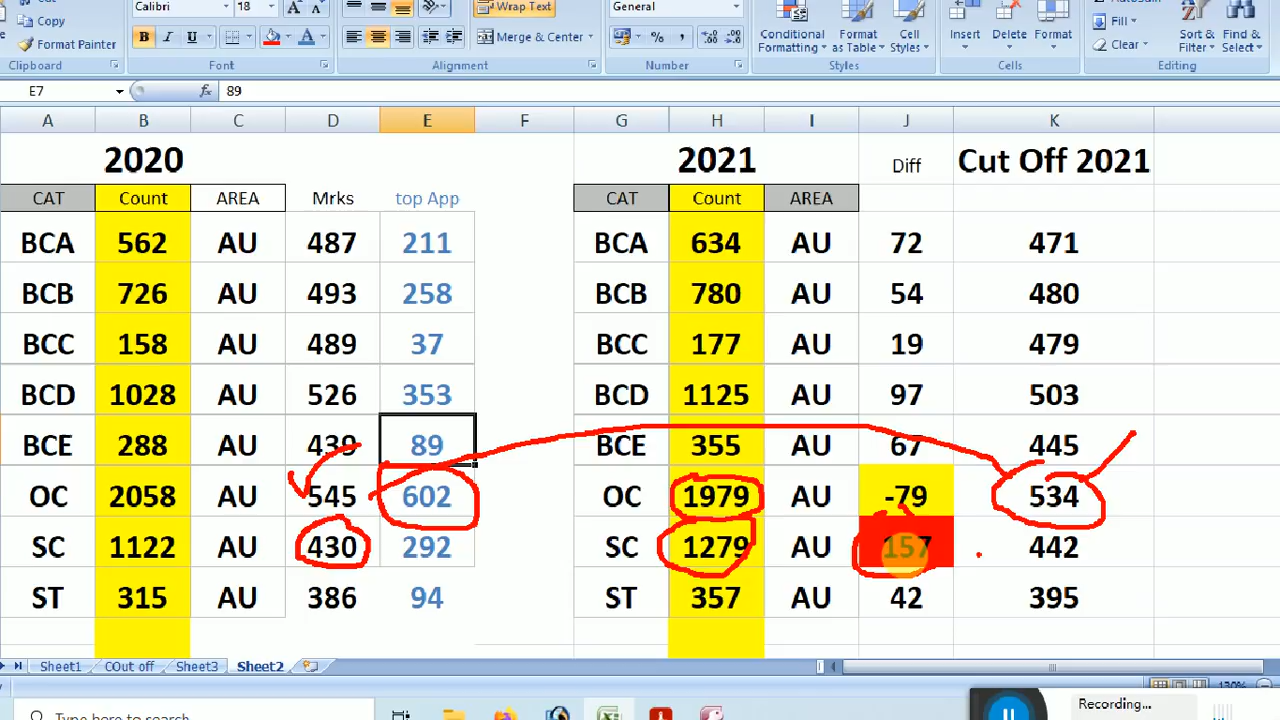 Calibri 18 Wrap Text General
Cut
Copy
Format Painter
B I U Merge & Center % , Conditional Formatting Format as Table Cell Styles Insert Delete Format Fill Clear Sort & Filter Find & Select
Clipboard Font Alignment Number Styles Cells Editing
E7 fx 89
A B C D E F G H I J K
2020 2021 Diff Cut Off 2021
CAT Count AREA Mrks top App CAT Count AREA
BCA 562 AU 487 211 BCA 634 AU 72 471
BCB 726 AU 493 258 BCB 780 AU 54 480
BCC 158 AU 489 37 BCC 177 AU 19 479
BCD 1028 AU 526 353 BCD 1125 AU 97 503
BCE 288 AU 439 89 BCE 355 AU 67 445
OC 2058 AU 545 602 OC 1979 AU -79 534
SC 1122 AU 430 292 SC 1279 AU 157 442
ST 315 AU 386 94 ST 357 AU 42 395
Sheet1 COut off Sheet3 Sheet2
130%
Recording...
Type here to search